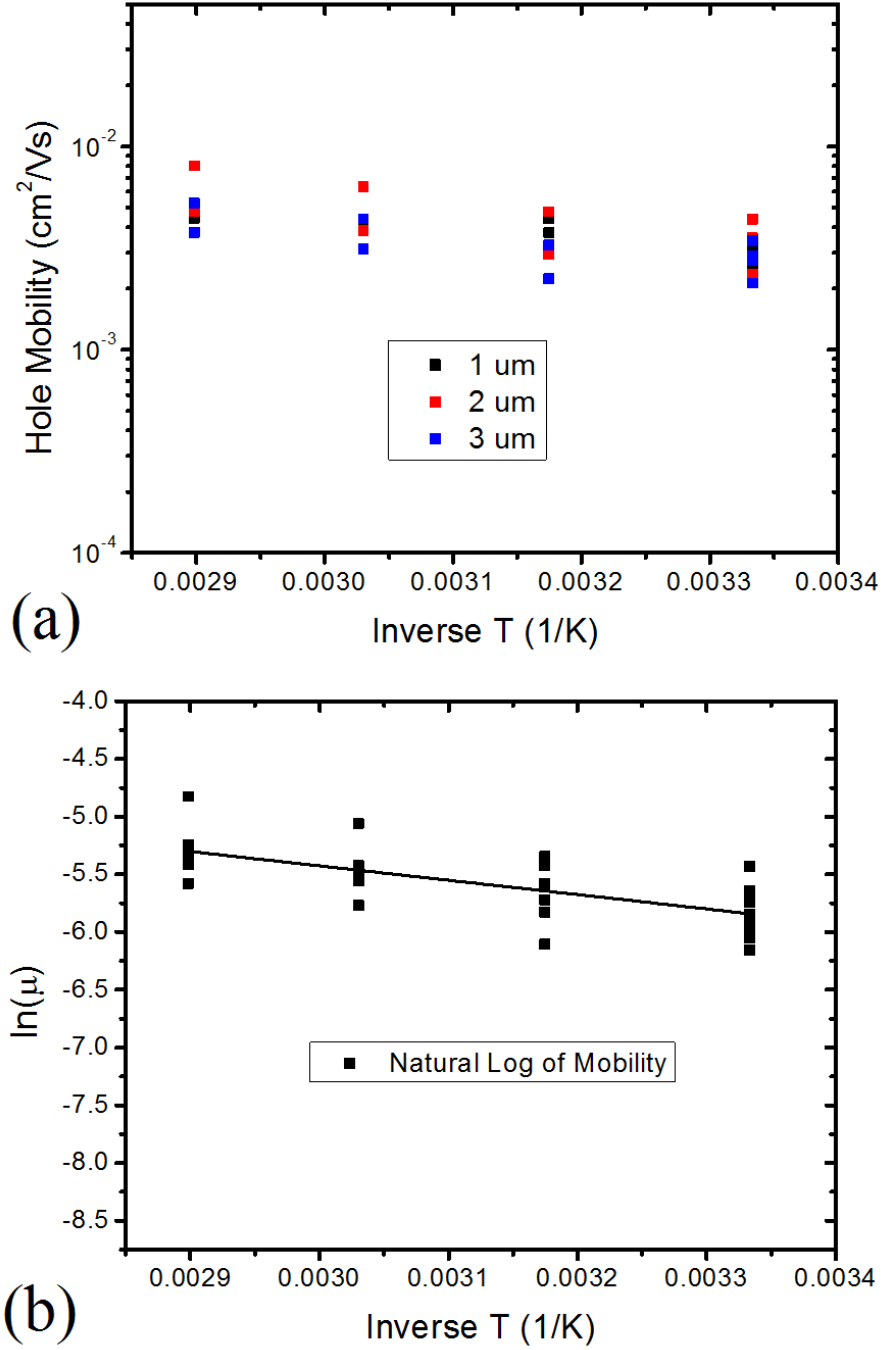 Hole Mobility (cm²/Vs)
10⁻²
10⁻³
10⁻⁴
1 um
2 um
3 um
0.0029 0.0030 0.0031 0.0032 0.0033 0.0034
Inverse T (1/K)
(a)
ln(μ)
-4.0
-4.5
-5.0
-5.5
-6.0
-6.5
-7.0
-7.5
-8.0
-8.5
Natural Log of Mobility
0.0029 0.0030 0.0031 0.0032 0.0033 0.0034
Inverse T (1/K)
(b)